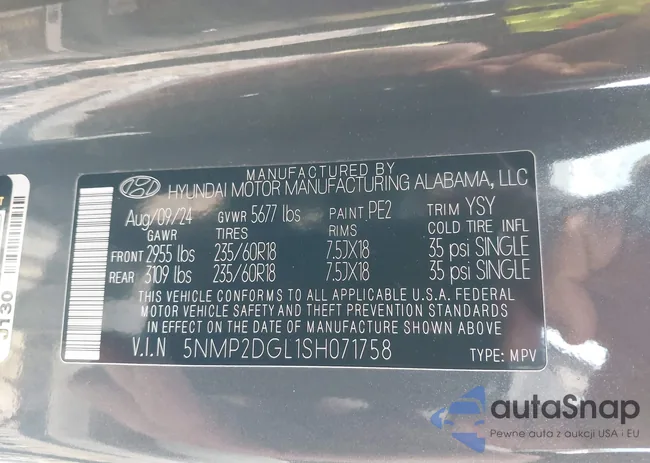 MANUFACTURED BY
HYUNDAI MOTOR MANUFACTURING ALABAMA, LLC
Aug/09/24 GVWR 5677 lbs PAINT PE2 TRIM YSY
GAWR TIRES RIMS COLD TIRE INFL
FRONT 2955 lbs 235/60R18 7.5JX18 35 psi SINGLE
REAR 3109 lbs 235/60R18 7.5JX18 35 psi SINGLE
THIS VEHICLE CONFORMS TO ALL APPLICABLE U.S.A. FEDERAL
MOTOR VEHICLE SAFETY AND THEFT PREVENTION STANDARDS
IN EFFECT ON THE DATE OF MANUFACTURE SHOWN ABOVE
V.I.N 5NMP2DGL1SH071758 TYPE: MPV
J130
autaSnap
Pewne auta z aukcji USA i EU